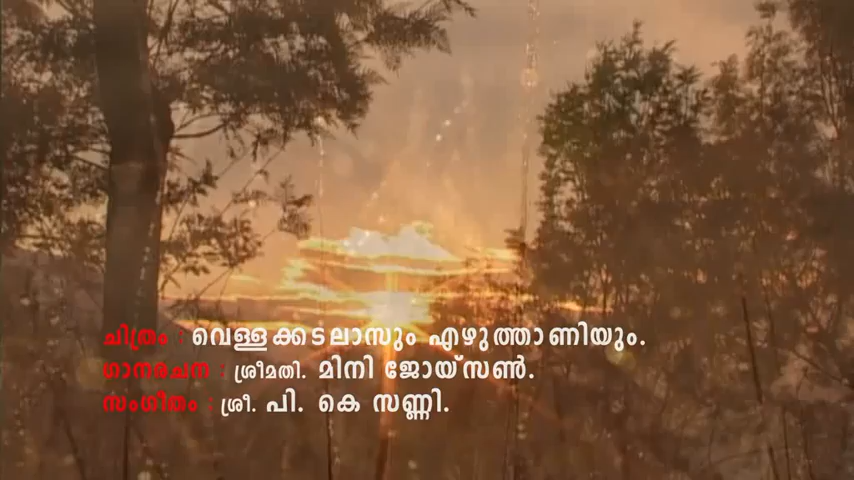 ചിത്രം : വെള്ളക്കടലാസും എഴുത്താണിയും.
ഗാനരചന : ശ്രീമതി. മിനി ജോയ്സൺ.
സംഗീതം : ശ്രീ. പി. കെ സണ്ണി.